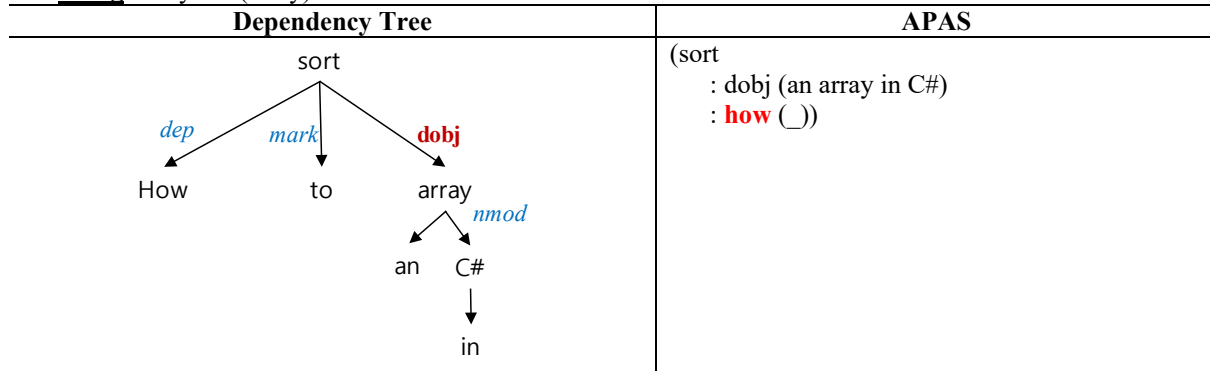 Dependency Tree APAS
sort
(sort
: dobj (an array in C#)
: how (_))
dep mark dobj
How to array
nmod
an C#
in